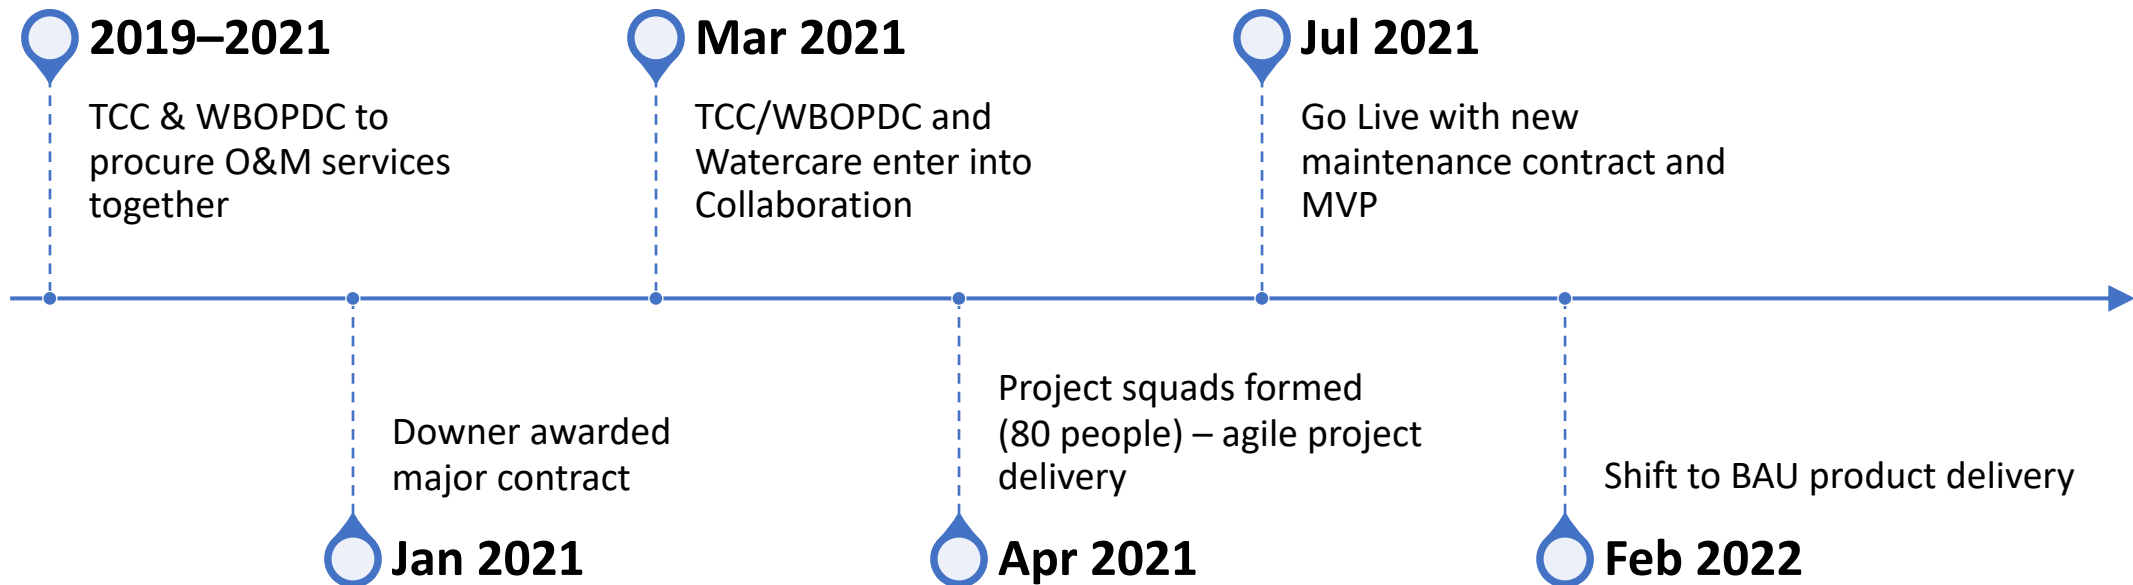 2019–2021
TCC & WBOPDC to
procure O&M services
together
Downer awarded
major contract
Jan 2021
Mar 2021
TCC/WBOPDC and
Watercare enter into
Collaboration
Project squads formed
(80 people) – agile project
delivery
Apr 2021
Jul 2021
Go Live with new
maintenance contract and
MVP
Shift to BAU product delivery
Feb 2022